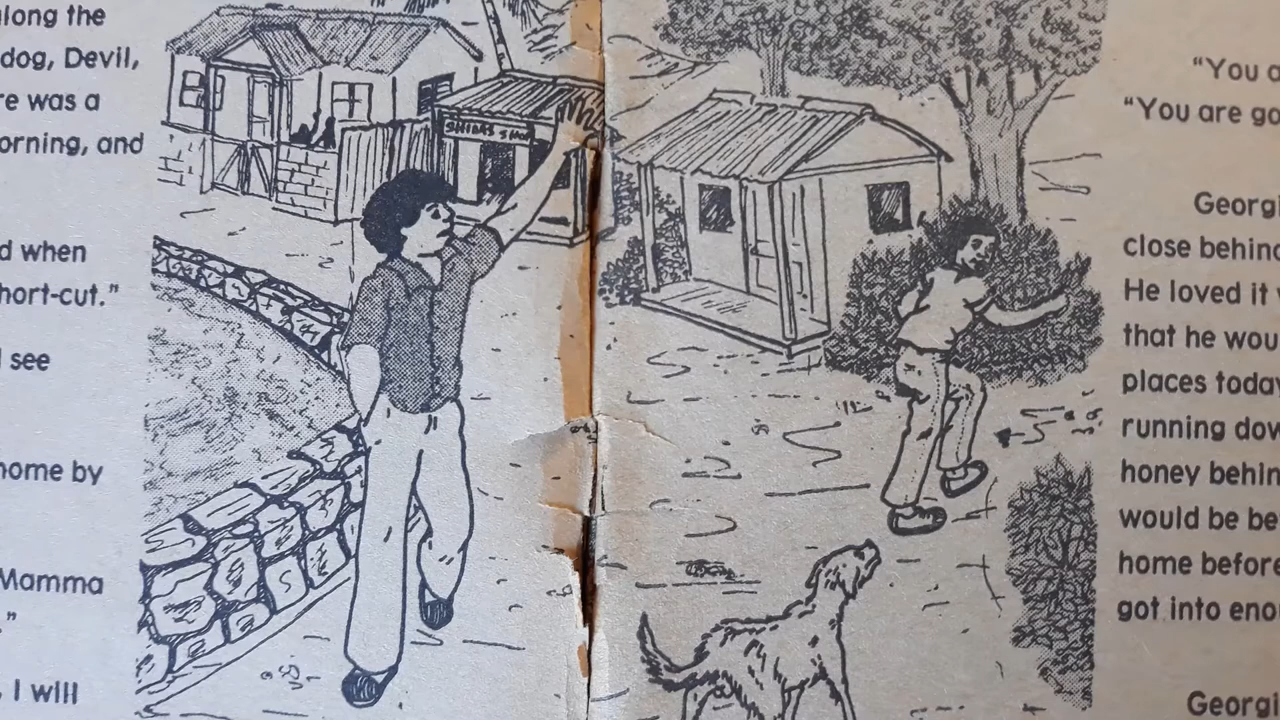 along the
dog, Devil,
re was a
orning, and
d when
hort-cut.”
I see
home by
Mamma
.”
, I will
“You a
“You are go
Georgi
close behind
He loved it
that he wou
places today
running dow
honey behin
would be be
home before
got into eno
Georgi